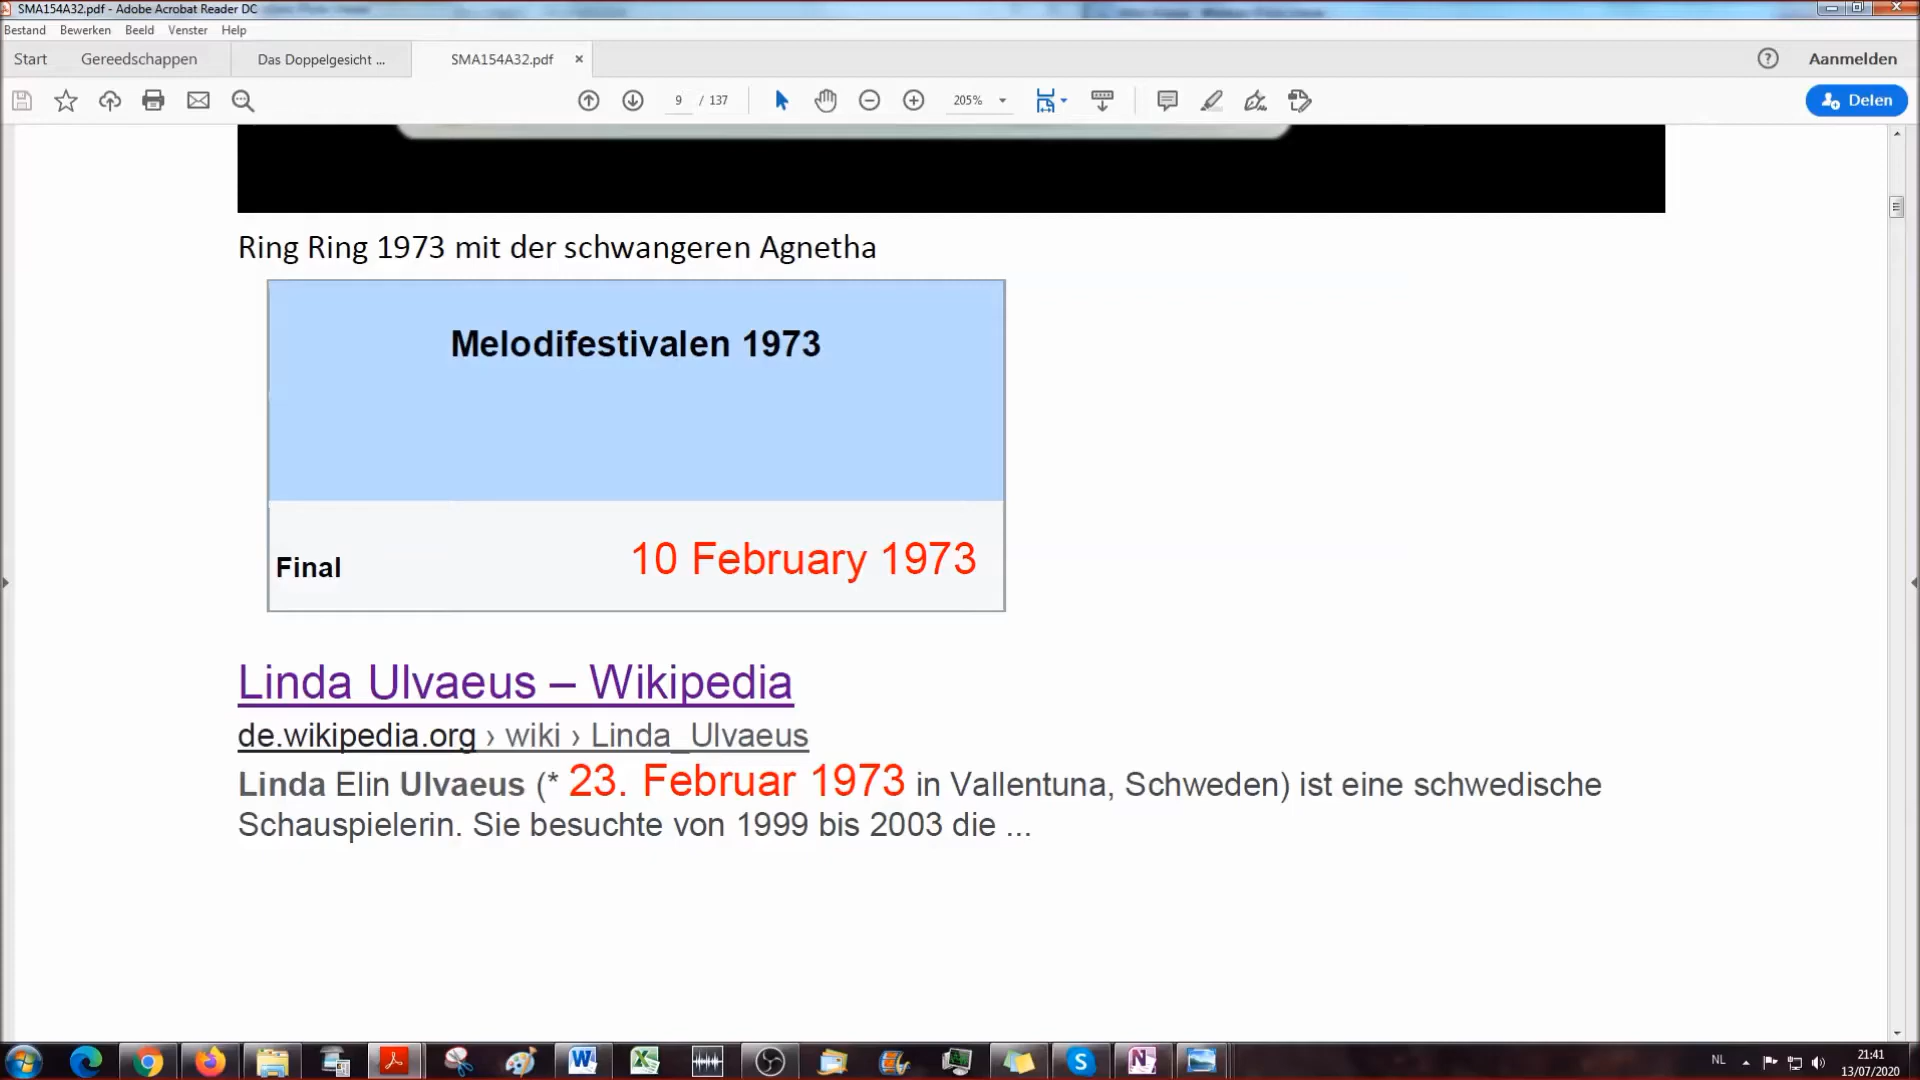 SMA154A32.pdf - Adobe Acrobat Reader DC
Bestand Bewerken Beeld Venster Help
Start Gereedschappen Das Doppelgesicht ... SMA154A32.pdf × Aanmelden
9 / 137 205% Delen
Ring Ring 1973 mit der schwangeren Agnetha
Melodifestivalen 1973
Final 10 February 1973
Linda Ulvaeus – Wikipedia
de.wikipedia.org › wiki › Linda_Ulvaeus
Linda Elin Ulvaeus (* 23. Februar 1973 in Vallentuna, Schweden) ist eine schwedische
Schauspielerin. Sie besuchte von 1999 bis 2003 die ...
NL 21:41
13/07/2020